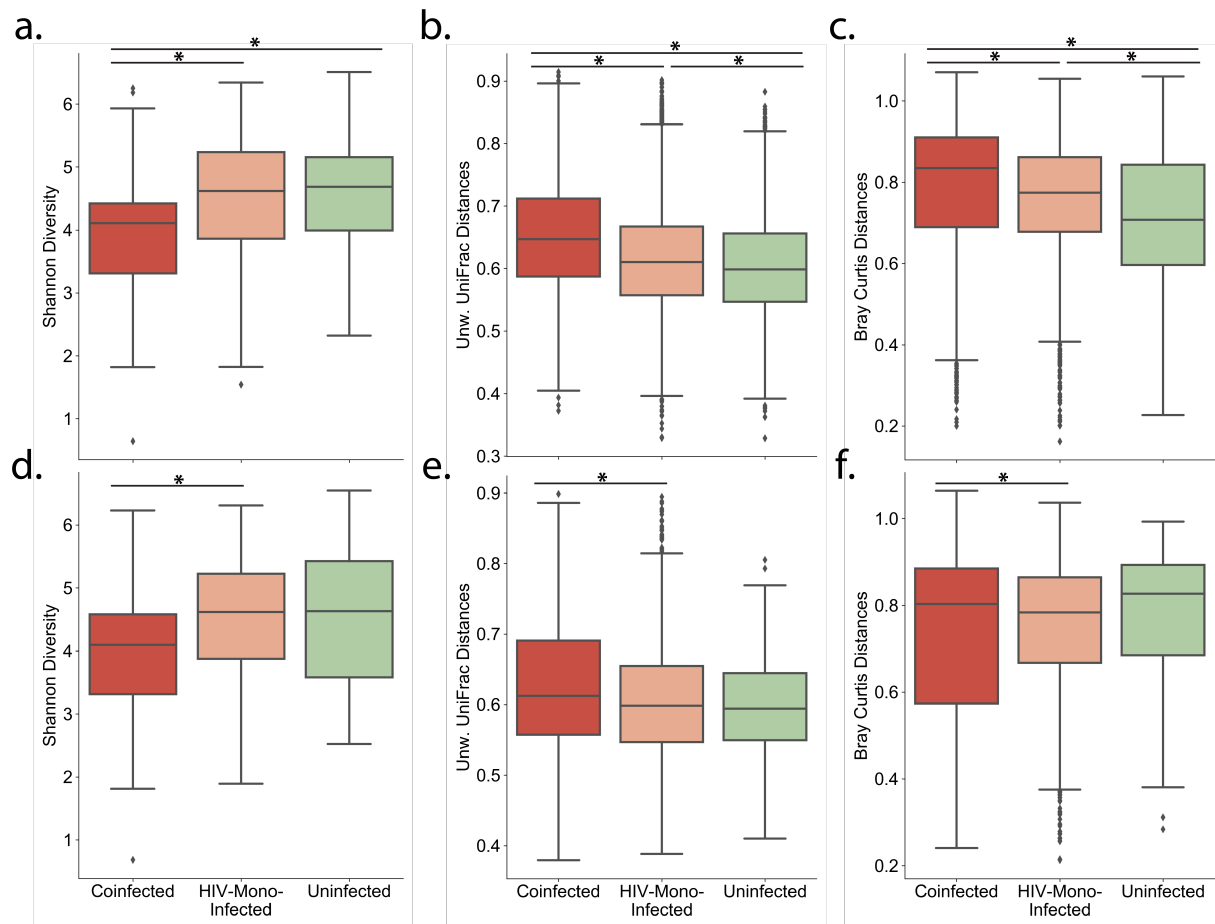 a.
*
*
Shannon Diversity
6
5
4
3
2
1
b.
*
*
*
Unw. UniFrac Distances
0.9
0.8
0.7
0.6
0.5
0.4
0.3
c.
*
*
*
Bray Curtis Distances
1.0
0.8
0.6
0.4
0.2
d.
*
Shannon Diversity
6
5
4
3
2
1
Coinfected
HIV-Mono-
Infected
Uninfected
e.
*
Unw. UniFrac Distances
0.9
0.8
0.7
0.6
0.5
0.4
Coinfected
HIV-Mono-
Infected
Uninfected
f.
*
Bray Curtis Distances
1.0
0.8
0.6
0.4
0.2
Coinfected
HIV-Mono-
Infected
Uninfected